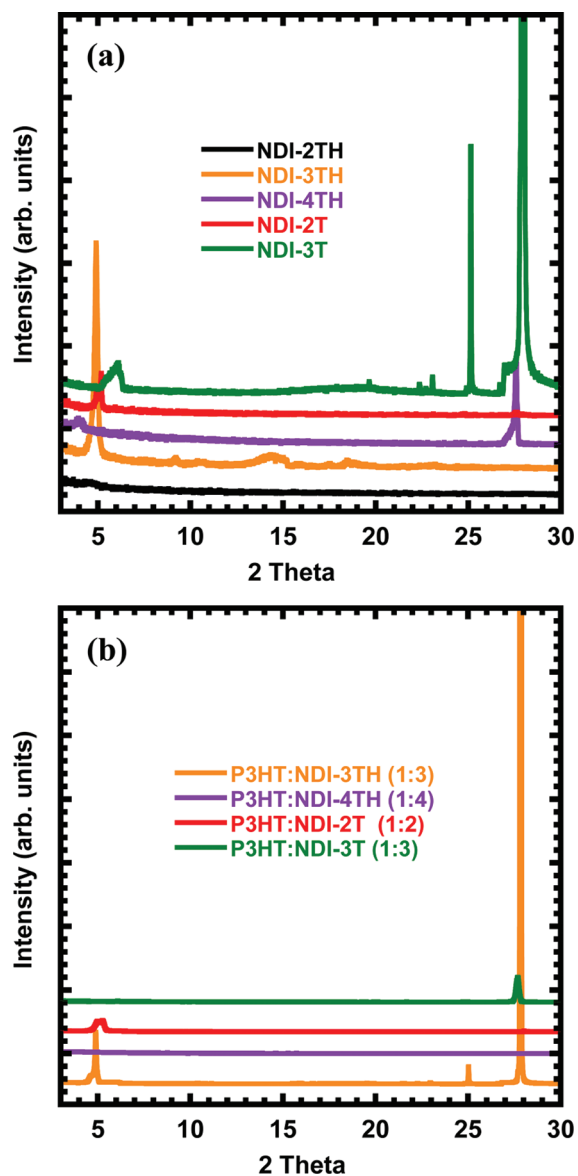 (a)
NDI-2TH
NDI-3TH
NDI-4TH
NDI-2T
NDI-3T
Intensity (arb. units)
5 10 15 20 25 30
2 Theta
(b)
P3HT:NDI-3TH (1:3)
P3HT:NDI-4TH (1:4)
P3HT:NDI-2T (1:2)
P3HT:NDI-3T (1:3)
Intensity (arb. units)
5 10 15 20 25 30
2 Theta